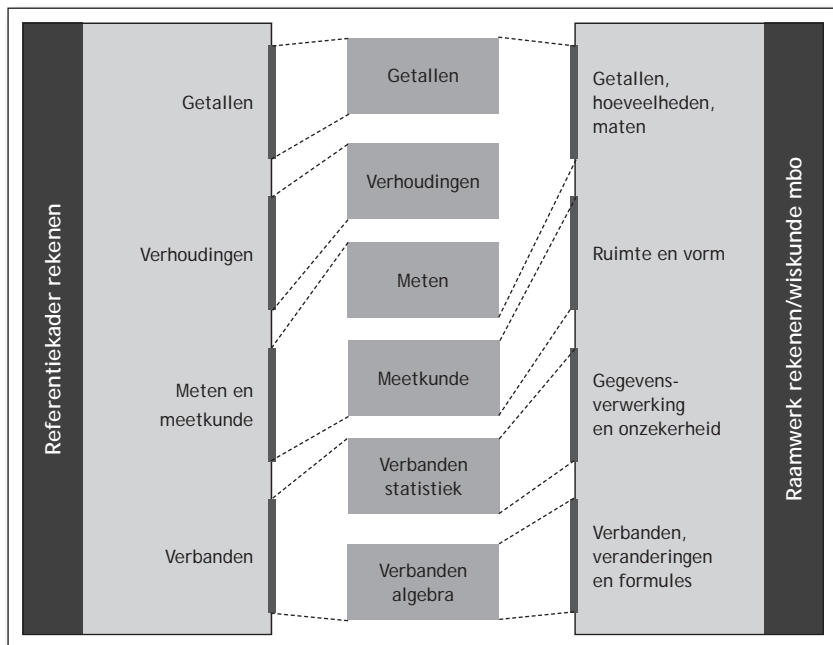 Referentiekader rekenen
Getallen
Verhoudingen
Meten en
meetkunde
Verbanden
Getallen
Verhoudingen
Meten
Meetkunde
Verbanden
statistiek
Verbanden
algebra
Getallen,
hoeveelheden,
maten
Ruimte en vorm
Gegevens-
verwerking
en onzekerheid
Verbanden,
veranderingen
en formules
Raamwerk rekenen/wiskunde mbo